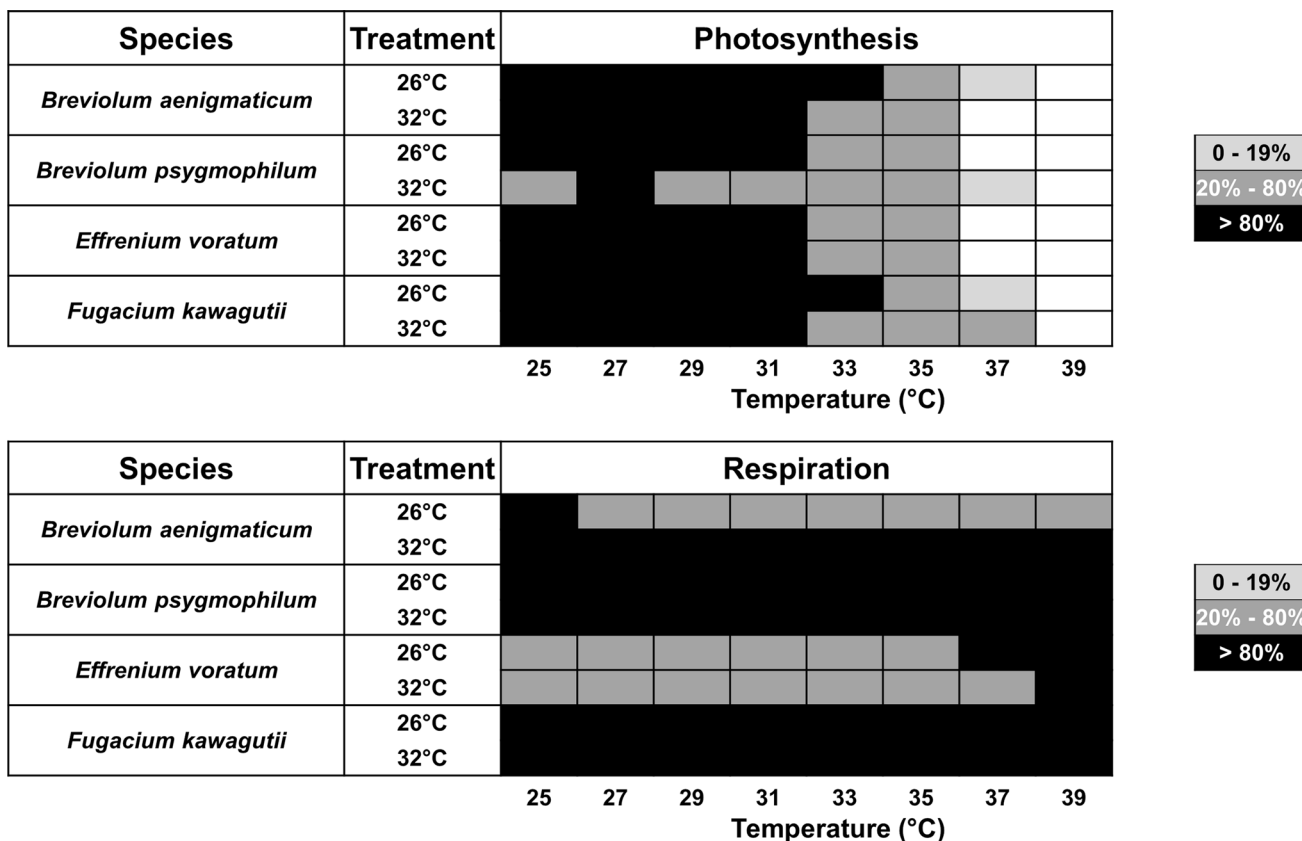 Species Treatment Photosynthesis
Breviolum aenigmaticum 26°C
32°C
Breviolum psygmophilum 26°C
32°C
Effrenium voratum 26°C
32°C
Fugacium kawagutii 26°C
32°C
25 27 29 31 33 35 37 39
Temperature (°C)
0 - 19%
20% - 80%
> 80%
Species Treatment Respiration
Breviolum aenigmaticum 26°C
32°C
Breviolum psygmophilum 26°C
32°C
Effrenium voratum 26°C
32°C
Fugacium kawagutii 26°C
32°C
25 27 29 31 33 35 37 39
Temperature (°C)
0 - 19%
20% - 80%
> 80%